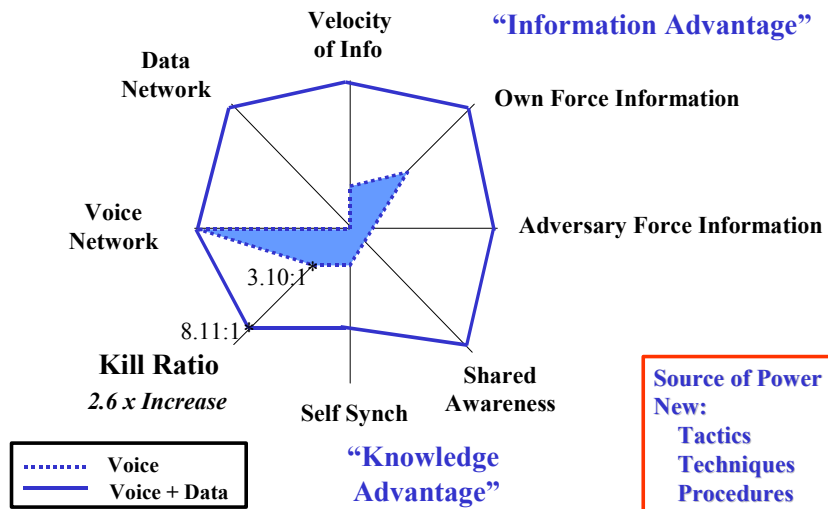 Velocity
of Info
“Information Advantage”
Data
Network
Own Force Information
Voice
Network
Adversary Force Information
3.10:1
8.11:1
Kill Ratio
2.6 x Increase
Shared
Awareness
Self Synch
Source of Power
New:
Tactics
Techniques
Procedures
“Knowledge
Advantage”
Voice
Voice + Data